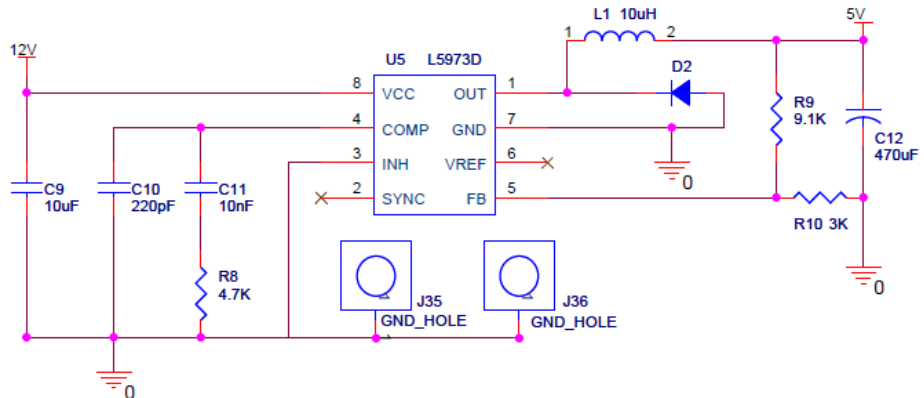 L1 10uH
5V
1
2
12V
U5 L5973D
D2
8
VCC
OUT
1
R9
9.1K
4
COMP
GND
7
C12
470uF
3
INH
VREF
6
2
SYNC
FB
5
0
C9
10uF
C10
220pF
C11
10nF
R10 3K
R8
4.7K
J35
GND_HOLE
J36
GND_HOLE
0
0